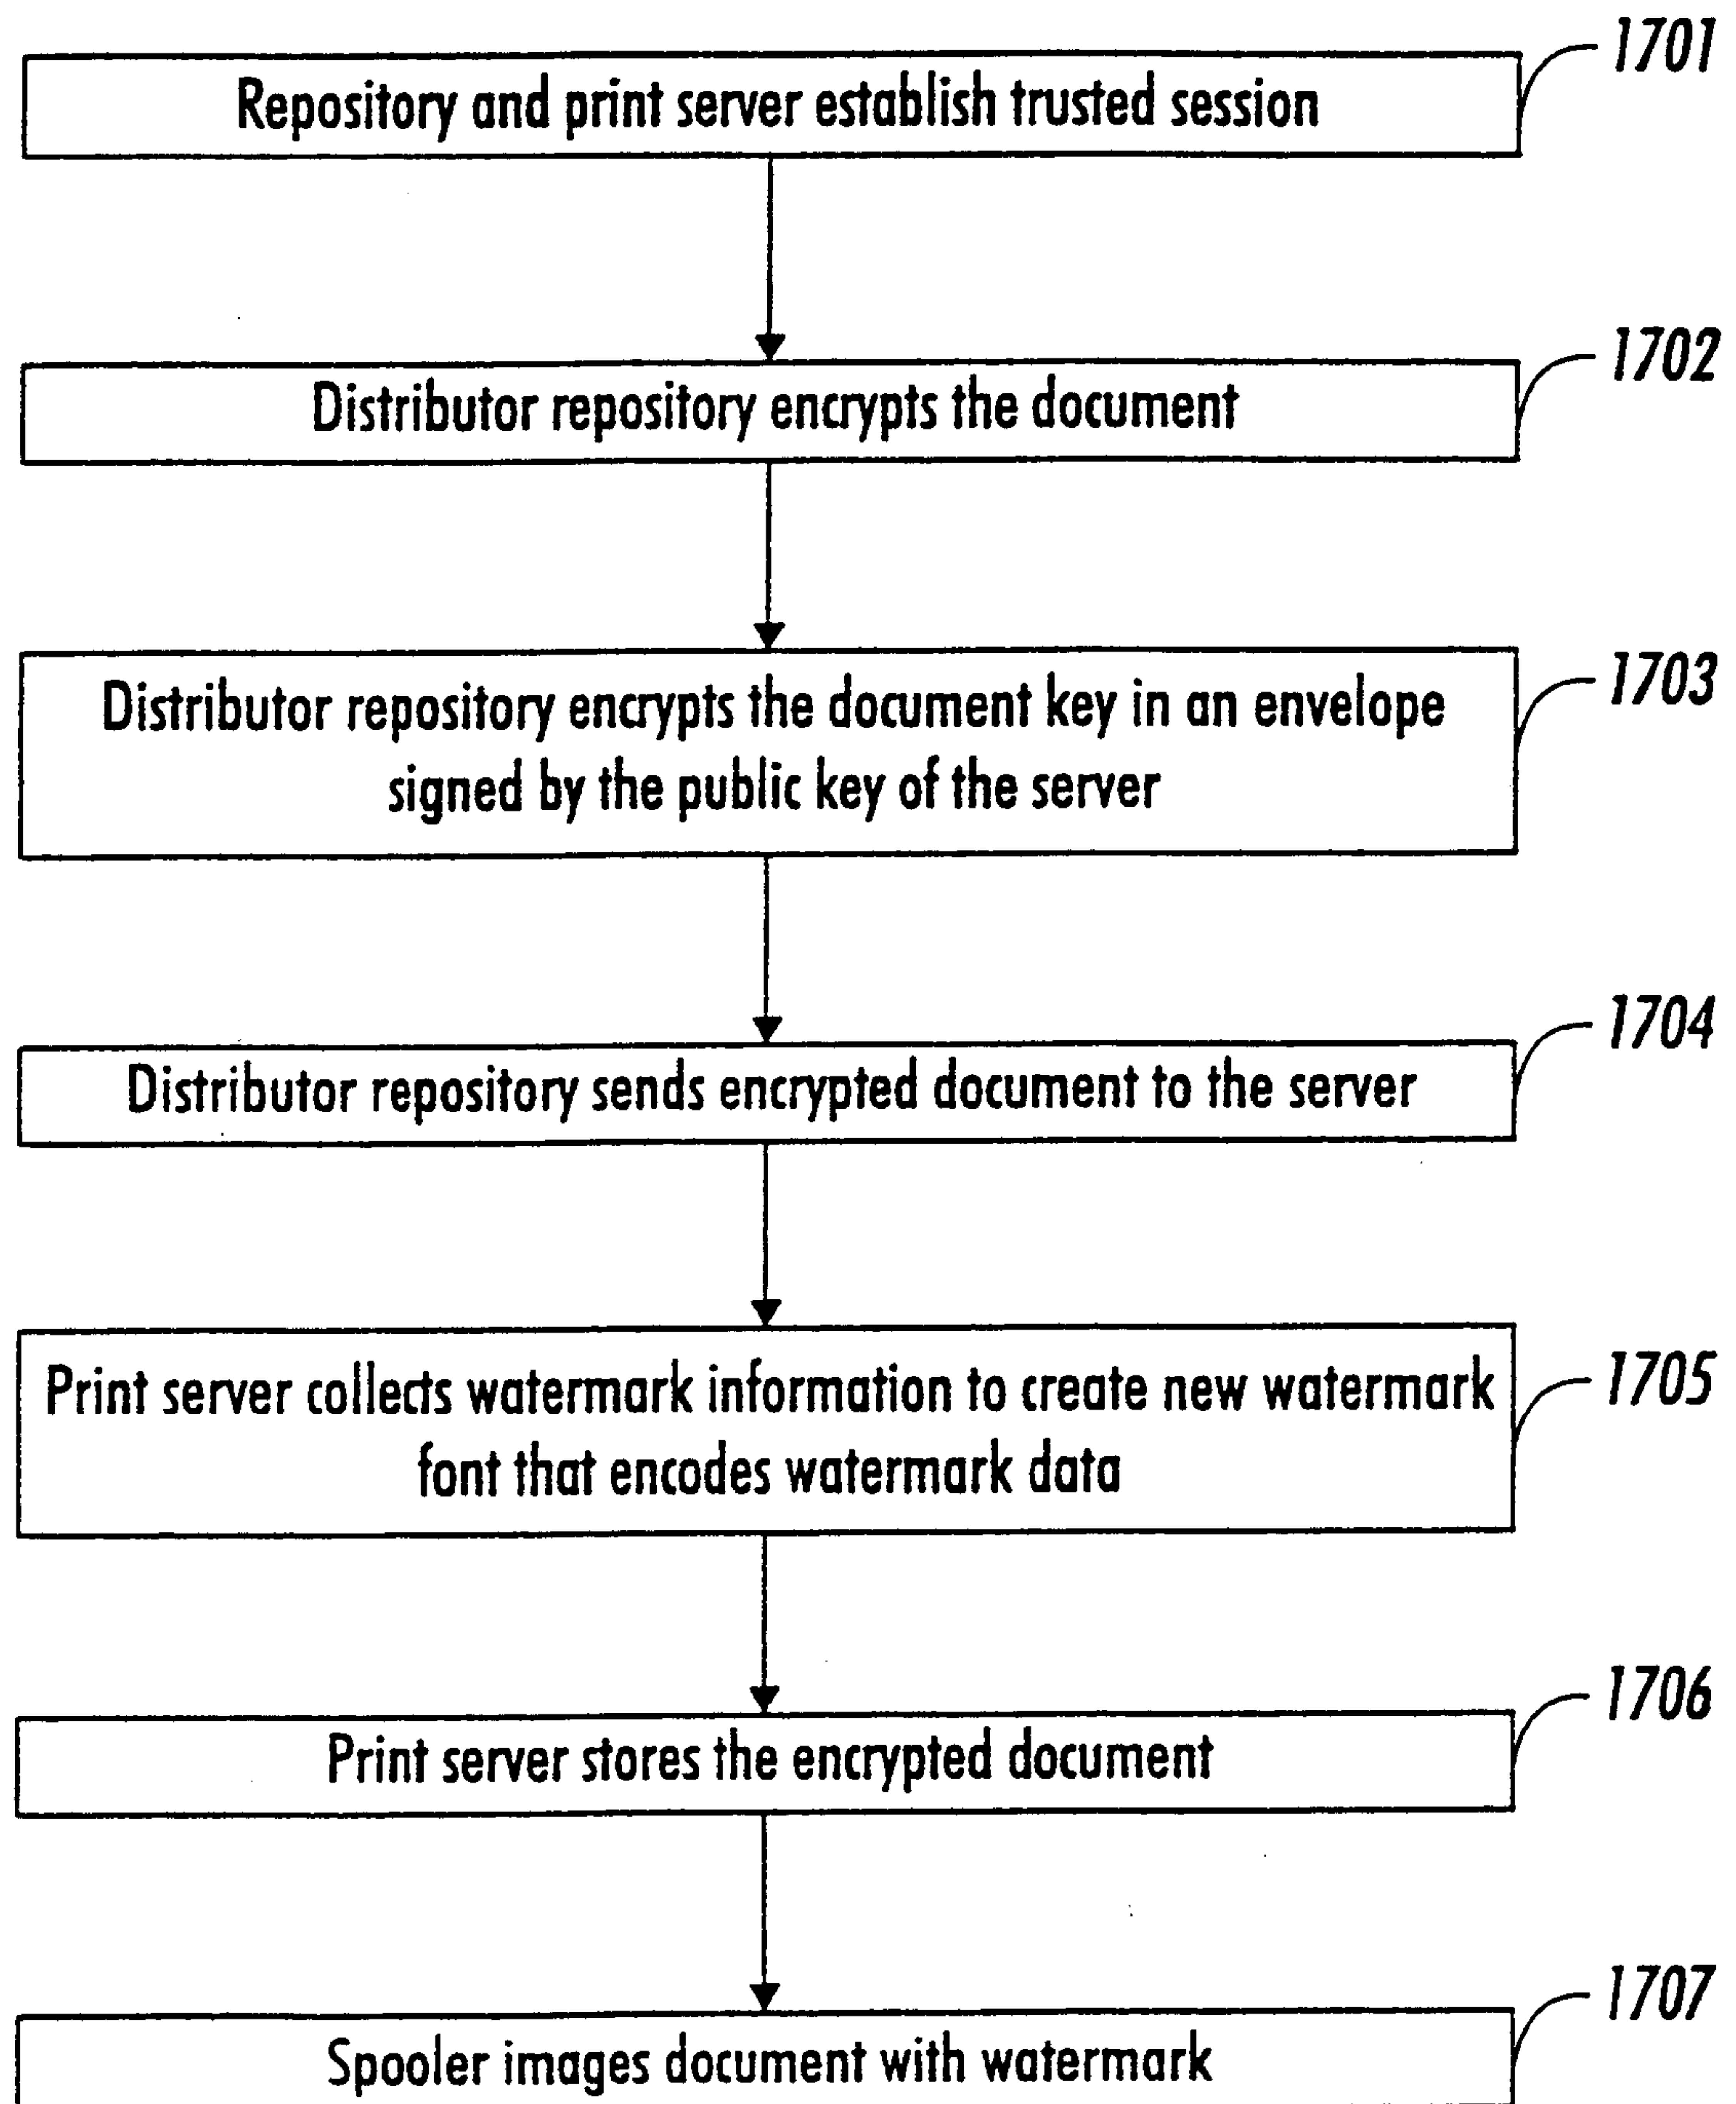 1701
Repository and print server establish trusted session
1702
Distributor repository encrypts the document
1703
Distributor repository encrypts the document key in an envelope
signed by the public key of the server
1704
Distributor repository sends encrypted document to the server
1705
Print server collects watermark information to create new watermark
font that encodes watermark data
1706
Print server stores the encrypted document
1707
Spooler images document with watermark